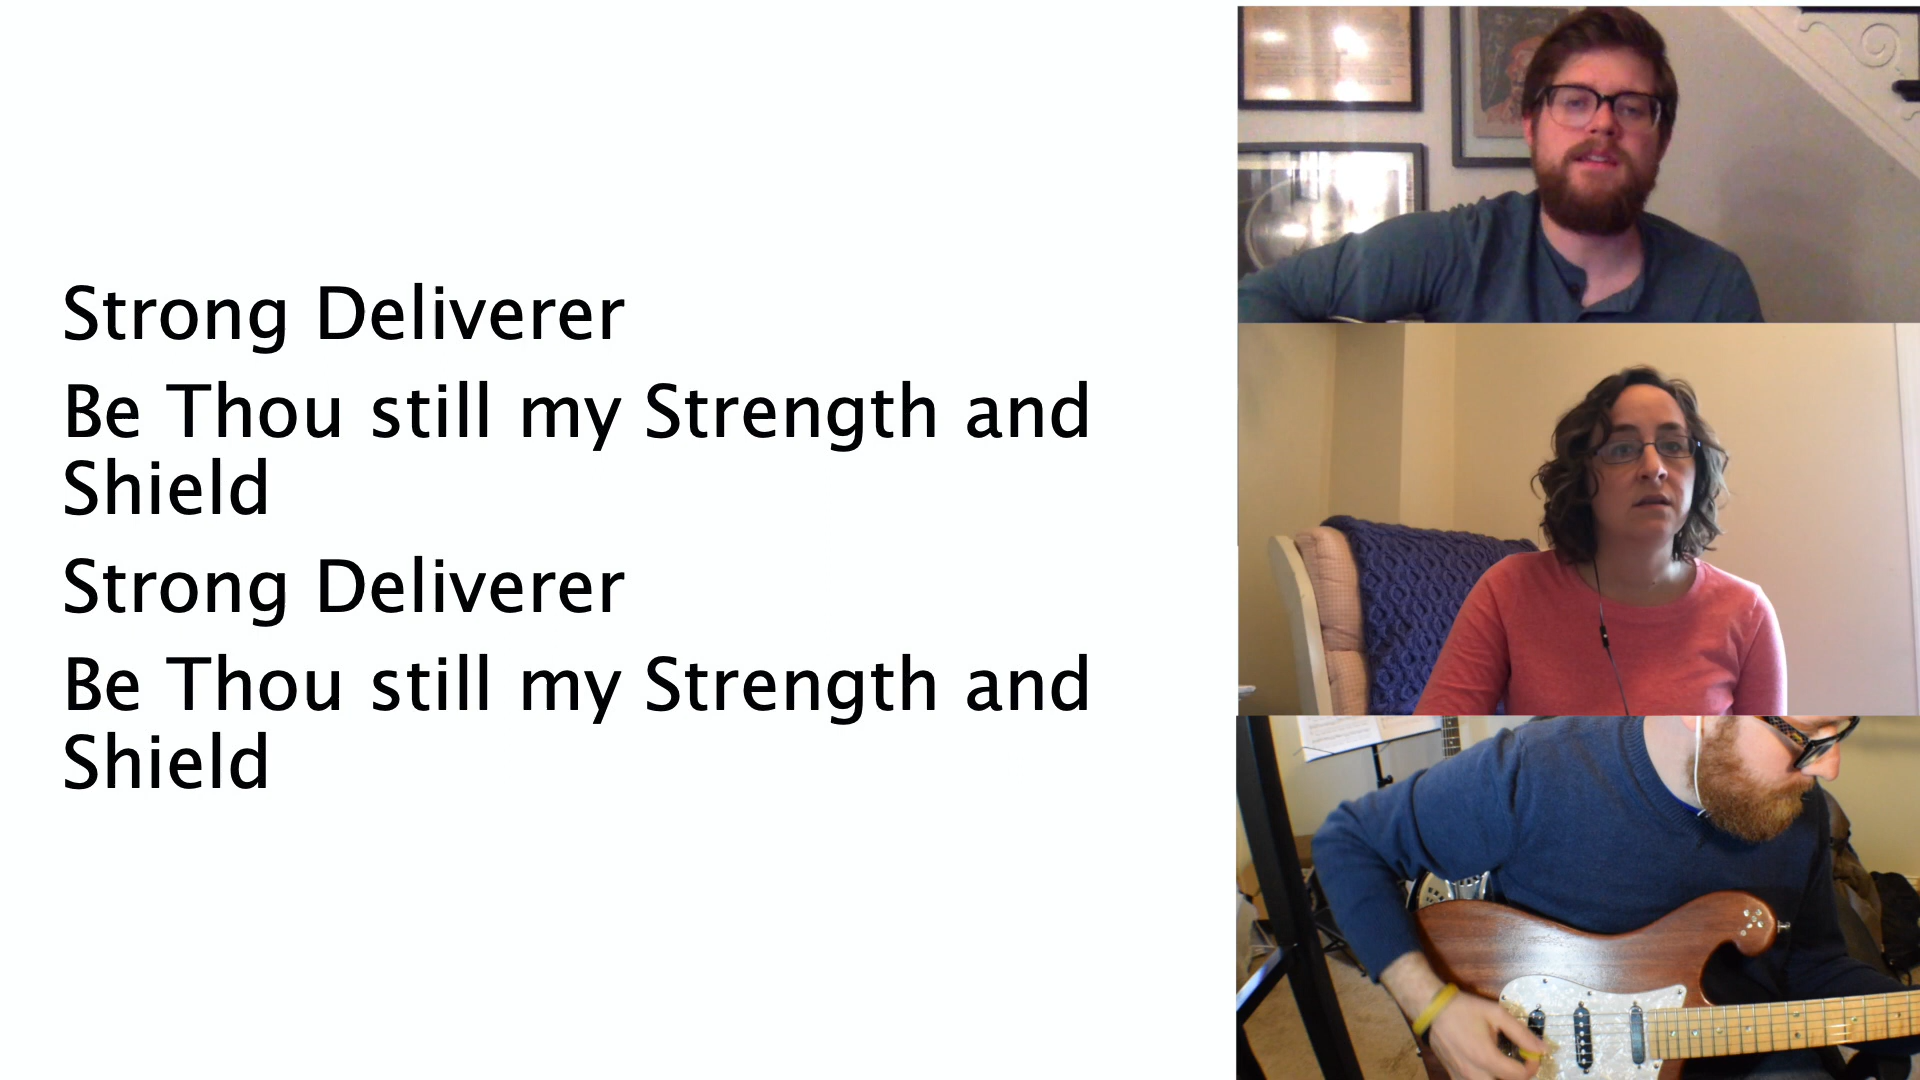 Strong Deliverer
Be Thou still my Strength and
Shield
Strong Deliverer
Be Thou still my Strength and
Shield